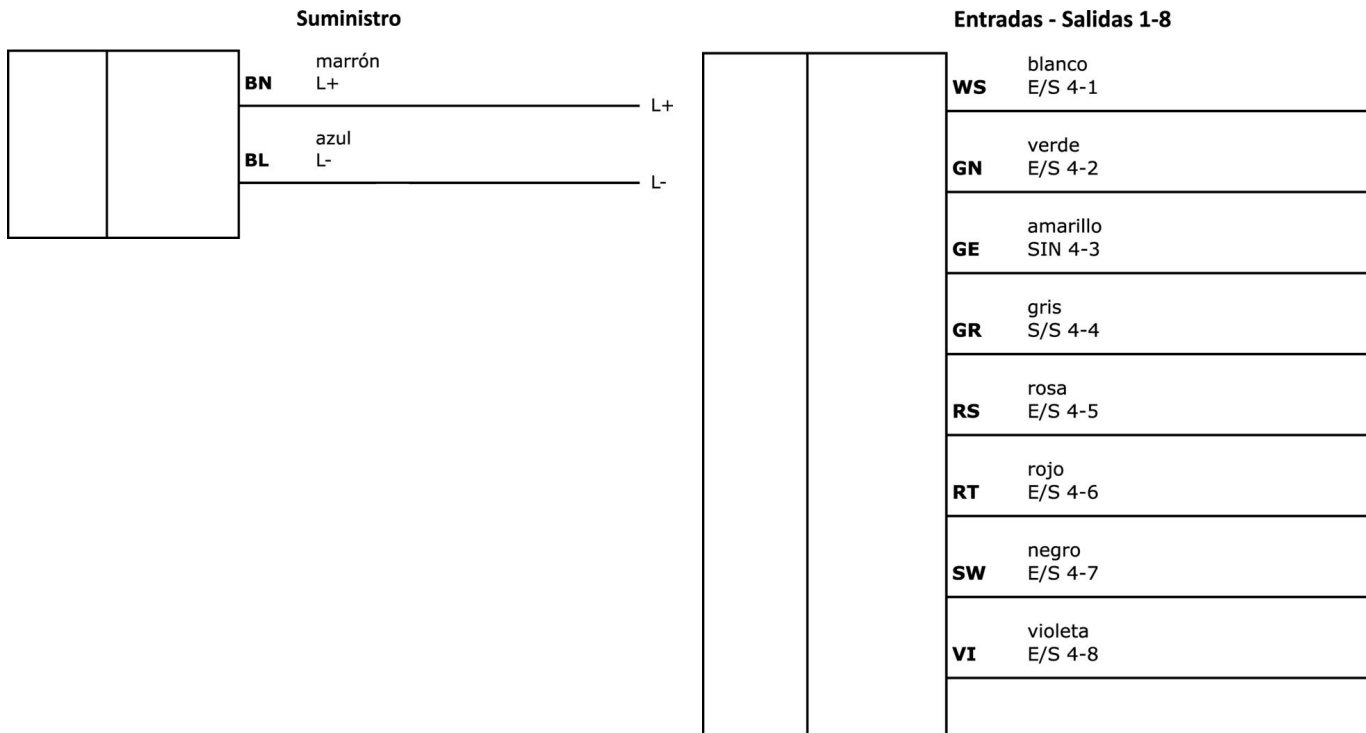 Suministro
marrón
BN L+
L+
azul
BL L-
L-
Entradas - Salidas 1-8
blanco
WS E/S 4-1
verde
GN E/S 4-2
amarillo
GE SIN 4-3
gris
GR S/S 4-4
rosa
RS E/S 4-5
rojo
RT E/S 4-6
negro
SW E/S 4-7
violeta
VI E/S 4-8